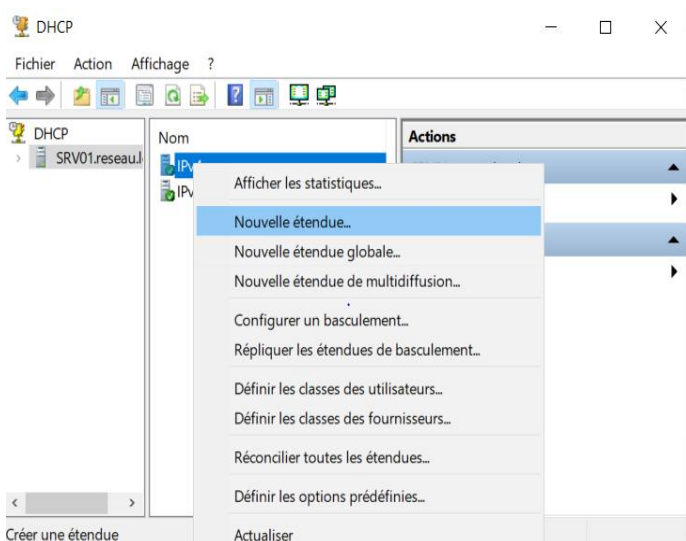 DHCP
Fichier Action Affichage ?
DHCP
SRV01.reseau.l
Nom
IPv
IPv
Actions
Afficher les statistiques...
Nouvelle étendue...
Nouvelle étendue globale...
Nouvelle étendue de multidiffusion...
Configurer un basculement...
Répliquer les étendues de basculement...
Définir les classes des utilisateurs...
Définir les classes des fournisseurs...
Réconcilier toutes les étendues...
Définir les options prédéfinies...
Actualiser
Créer une étendue